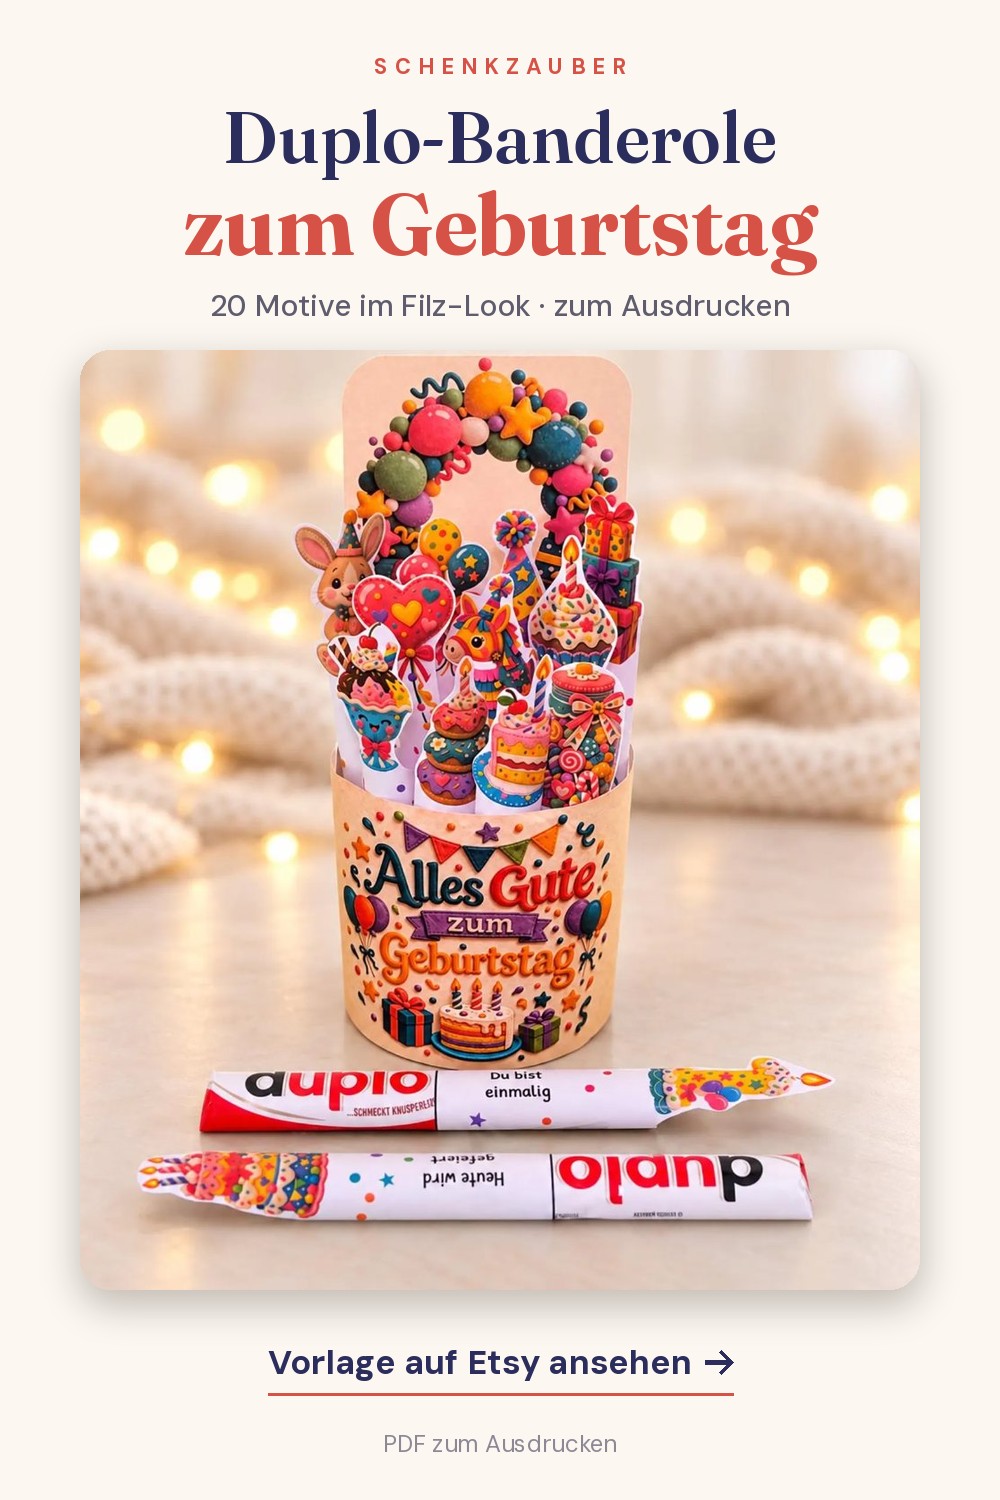 SCHENKZAUBER
Duplo-Banderole
zum Geburtstag
20 Motive im Filz-Look · zum Ausdrucken
Alles Gute
zum
Geburtstag
duplo
...SCHMECKT KNUSPERLEICHT
Du bist
einmalig
Heute wird
gefeiert
duplo
Vorlage auf Etsy ansehen →
PDF zum Ausdrucken